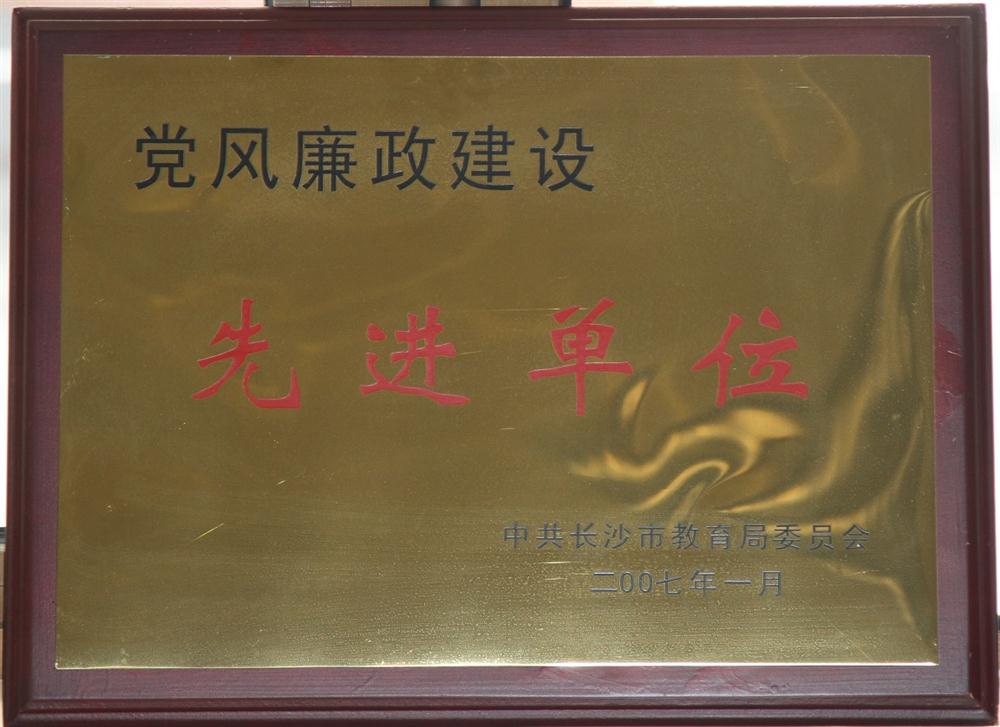 党风廉政建设
先进单位
中共长沙市教育局委员会
二00七年一月